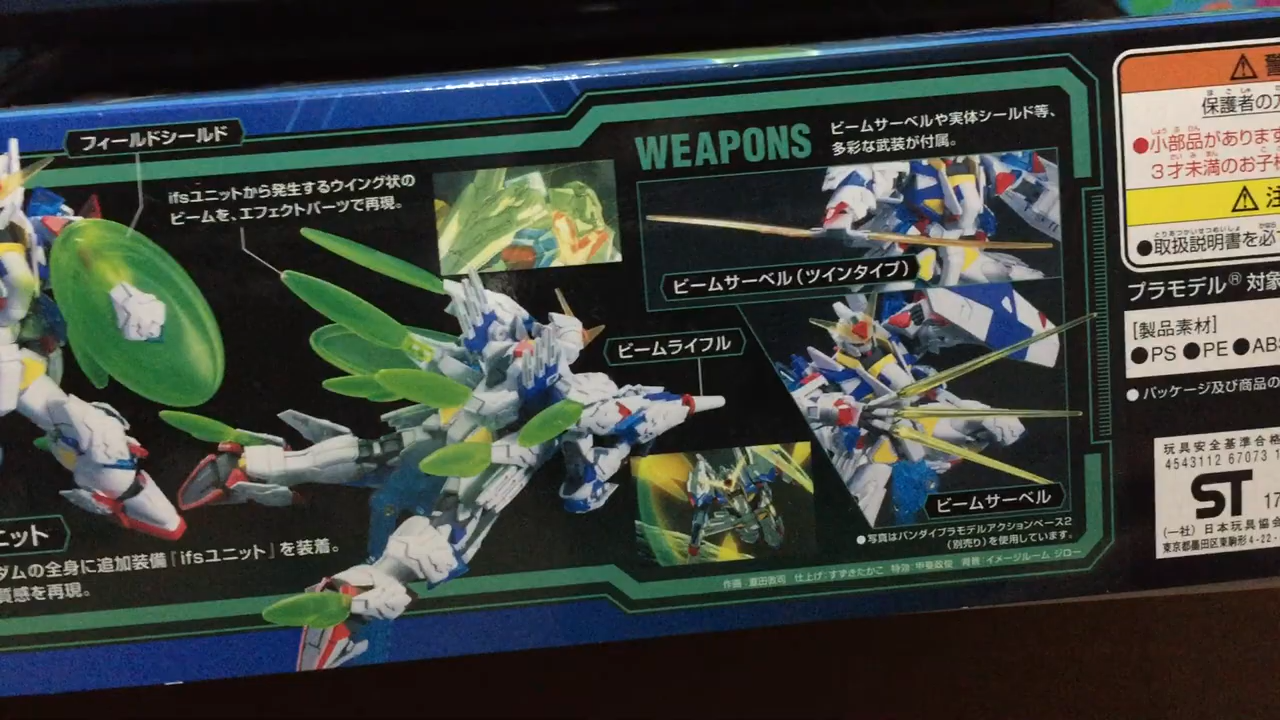 フィールドシールド
ifsユニットから発生するウイング状の
ビームを、エフェクトパーツで再現。
WEAPONS
ビームサーベルや実体シールド等、
多彩な武装が付属。
ビームサーベル(ツインタイプ)
ビームライフル
ビームサーベル
●写真はバンダイプラモデルアクションベース2
(別売り)を使用しています。
ニット
ダムの全身に追加装備『ifsユニット』を装着。
質感を再現。
保護者の
●小部品がありま
3才未満のお子
●取扱説明書を必
プラモデル® 対象
[製品素材]
●PS ●PE ●AB
●パッケージ及び商品の
玩具安全基準合格
4543112 67073 1
ST 17
(一社) 日本玩具協
東京都墨田区東駒形4-22-